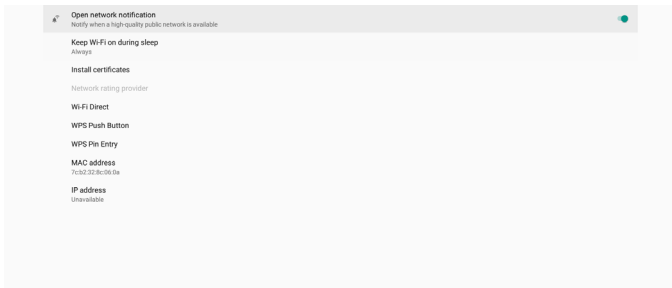 Open network notification
Notify when a high-quality public network is available
Keep Wi-Fi on during sleep
Always
Install certificates
Network rating provider
Wi-Fi Direct
WPS Push Button
WPS Pin Entry
MAC address
7c:b2:32:8c:06:0a
IP address
Unavailable